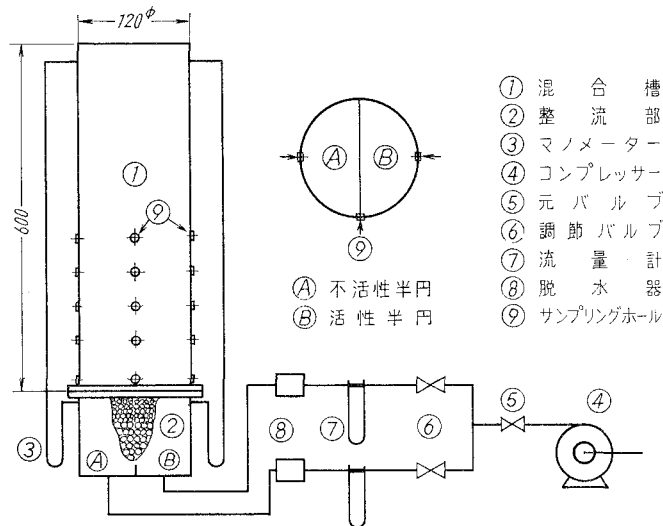 120φ
600
①
⑨
②
③
Ⓐ
Ⓑ
Ⓐ
Ⓑ
⑨
Ⓐ 不活性半円
Ⓑ 活性半円
⑧
⑦
⑥
⑤
④
① 混合槽
② 整流部
③ マノメーター
④ コンプレッサー
⑤ 元バルブ
⑥ 調節バルブ
⑦ 流量計
⑧ 脱水器
⑨ サンプリングホール